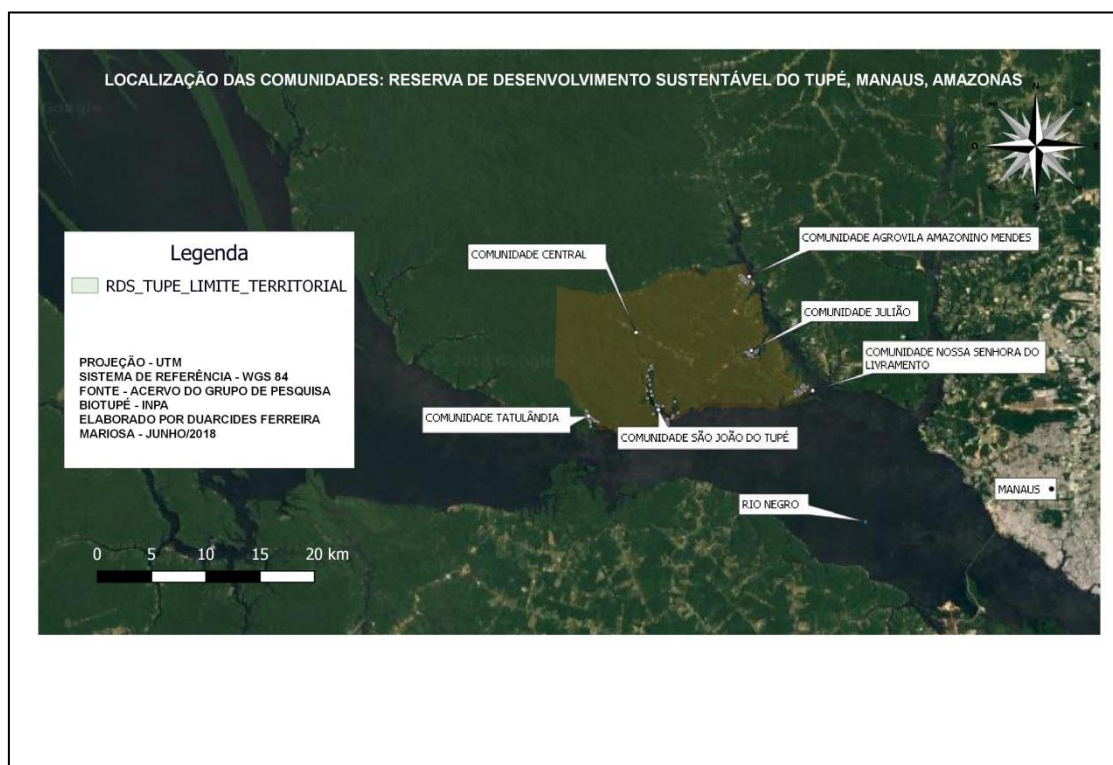 LOCALIZAÇÃO DAS COMUNIDADES: RESERVA DE DESENVOLVIMENTO SUSTENTÁVEL DO TUPÉ, MANAUS, AMAZONAS
N
O
E
S
Legenda
RDS_TUPE_LIMITE_TERRITORIAL
PROJEÇÃO - UTM
SISTEMA DE REFERÊNCIA - WGS 84
FONTE - ACERVO DO GRUPO DE PESQUISA
BIOTUPÉ - INPA
ELABORADO POR DUARCIDES FERREIRA
MARIOSA - JUNHO/2018
COMUNIDADE AGROVILA AMAZONINO MENDES
COMUNIDADE CENTRAL
COMUNIDADE JULIÃO
COMUNIDADE NOSSA SENHORA DO
LIVRAMENTO
COMUNIDADE TATULÂNDIA
COMUNIDADE SÃO JOÃO DO TUPÉ
MANAUS
RIO NEGRO
0 5 10 15 20 km